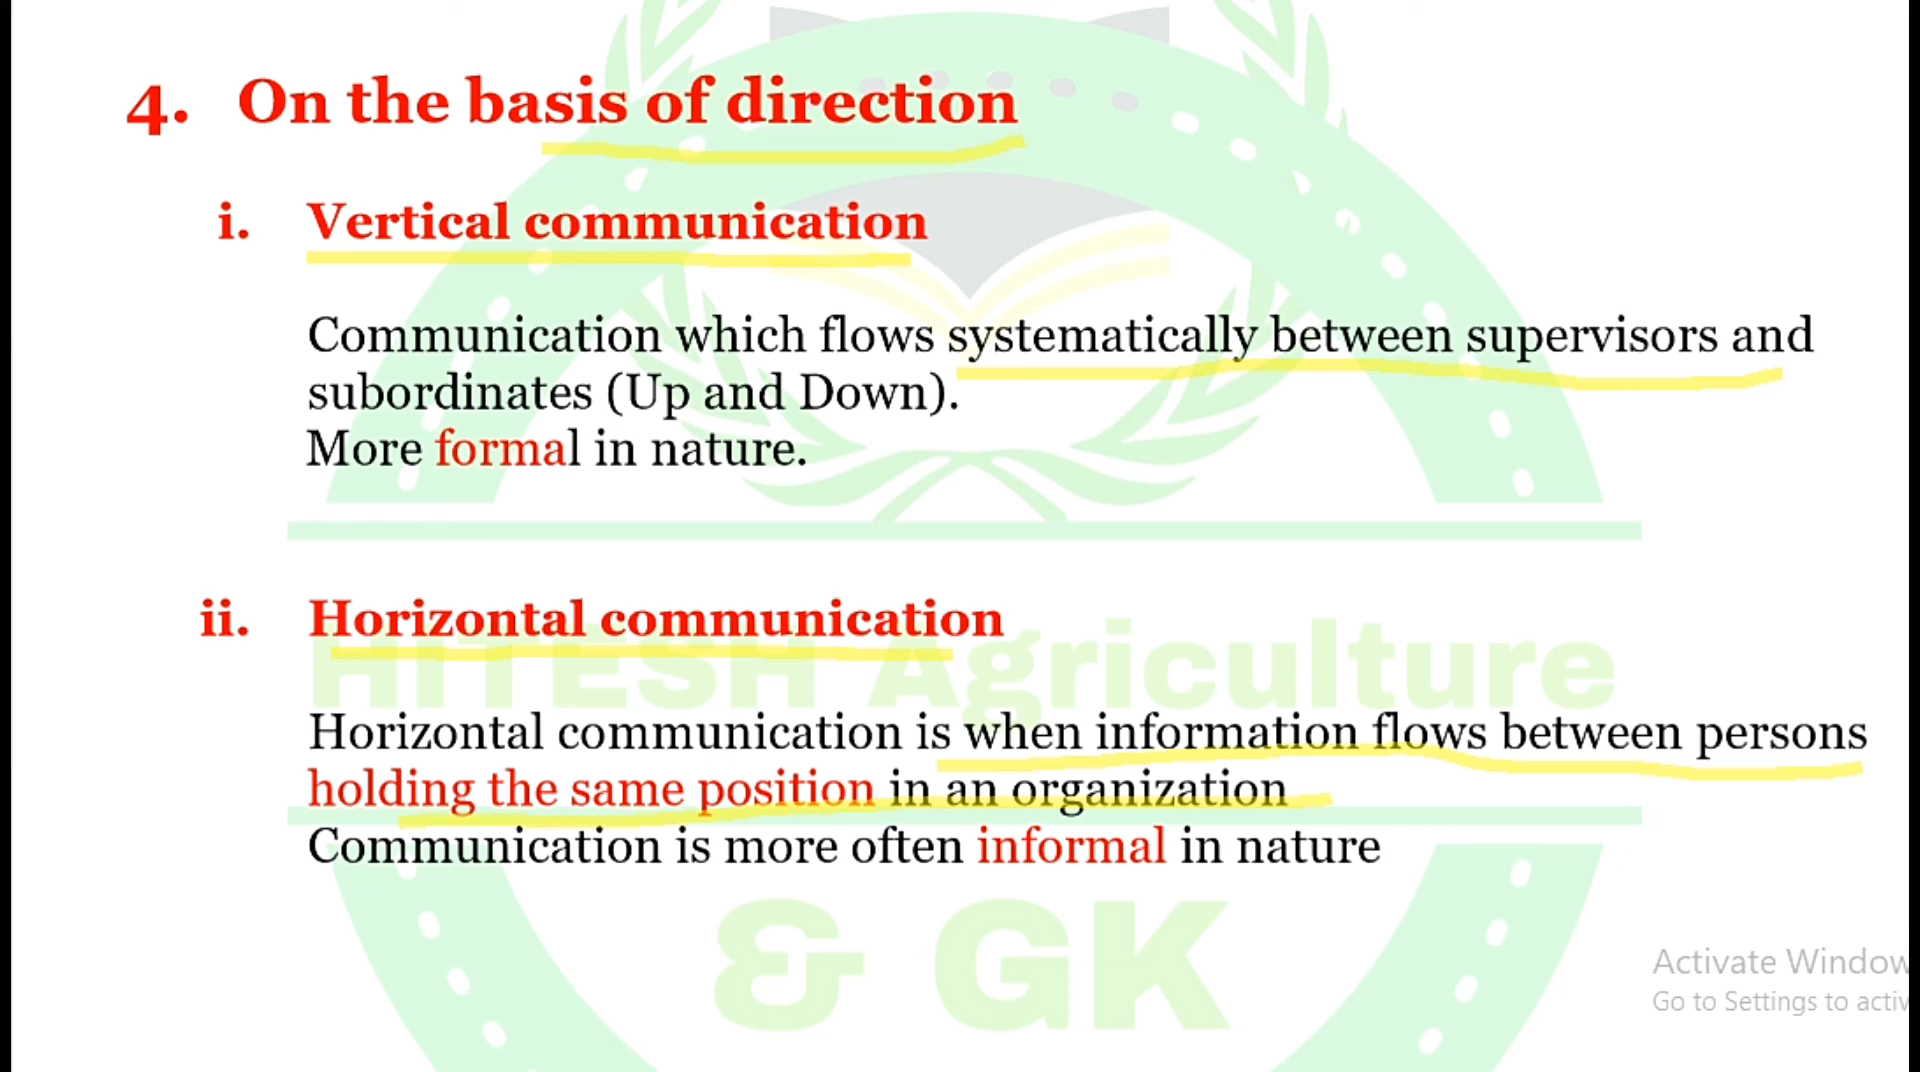 4. On the basis of direction
i. Vertical communication
Communication which flows systematically between supervisors and
subordinates (Up and Down).
More formal in nature.
ii. Horizontal communication
HITESH Agriculture
Horizontal communication is when information flows between persons
holding the same position in an organization
Communication is more often informal in nature
& GK
Activate Window
Go to Settings to activ